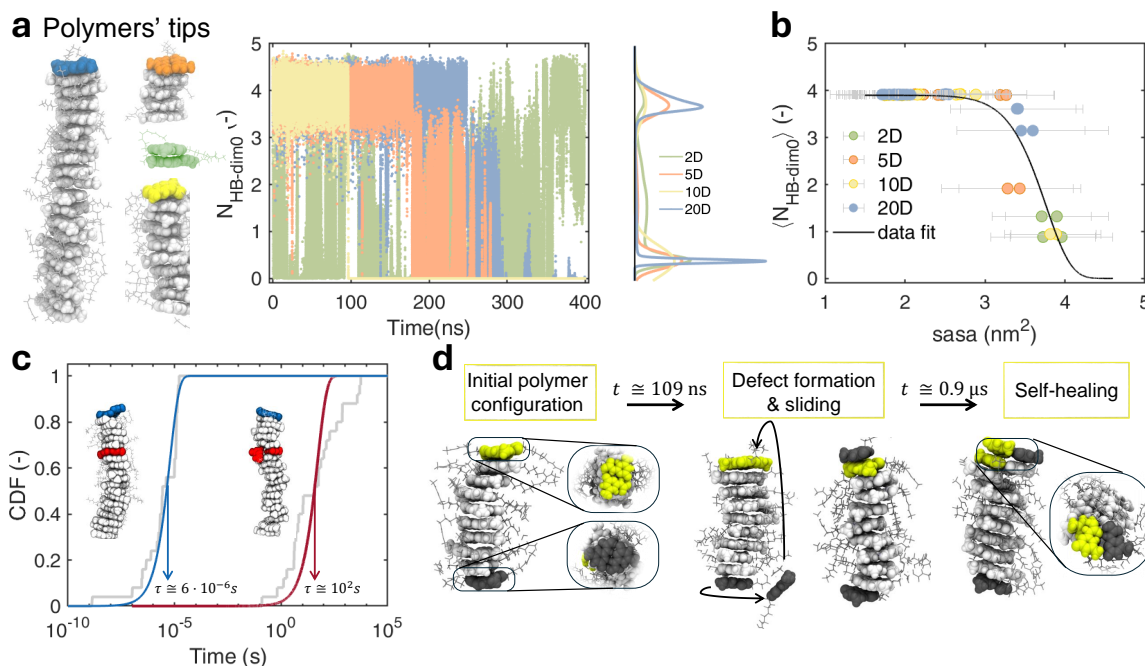 a Polymers' tips
N_HB-dim0 (-)
5
4
3
2
1
0
0 100 200 300 400
Time(ns)
2D
5D
10D
20D
b
⟨N_HB-dim0⟩ (-)
5
4
3
2
1
0
2D
5D
10D
20D
data fit
1 2 3 4 5
sasa (nm²)
c
CDF (-)
1
0.8
0.6
0.4
0.2
0
τ ≅ 6 · 10⁻⁶s
τ ≅ 10²s
10⁻¹⁰ 10⁻⁵ 10⁰ 10⁵
Time (s)
d
Initial polymer
configuration
t ≅ 109 ns
Defect formation
& sliding
t ≅ 0.9 μs
Self-healing